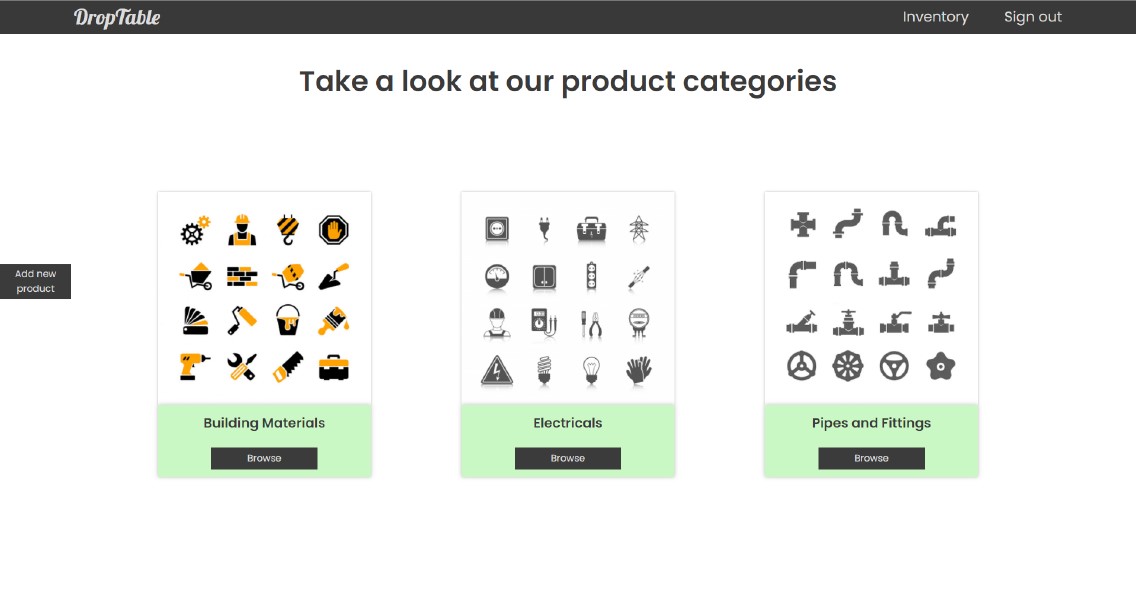 DropTable
Inventory
Sign out
Take a look at our product categories
Add new
product
Building Materials
Electricals
Pipes and Fittings
Browse
Browse
Browse